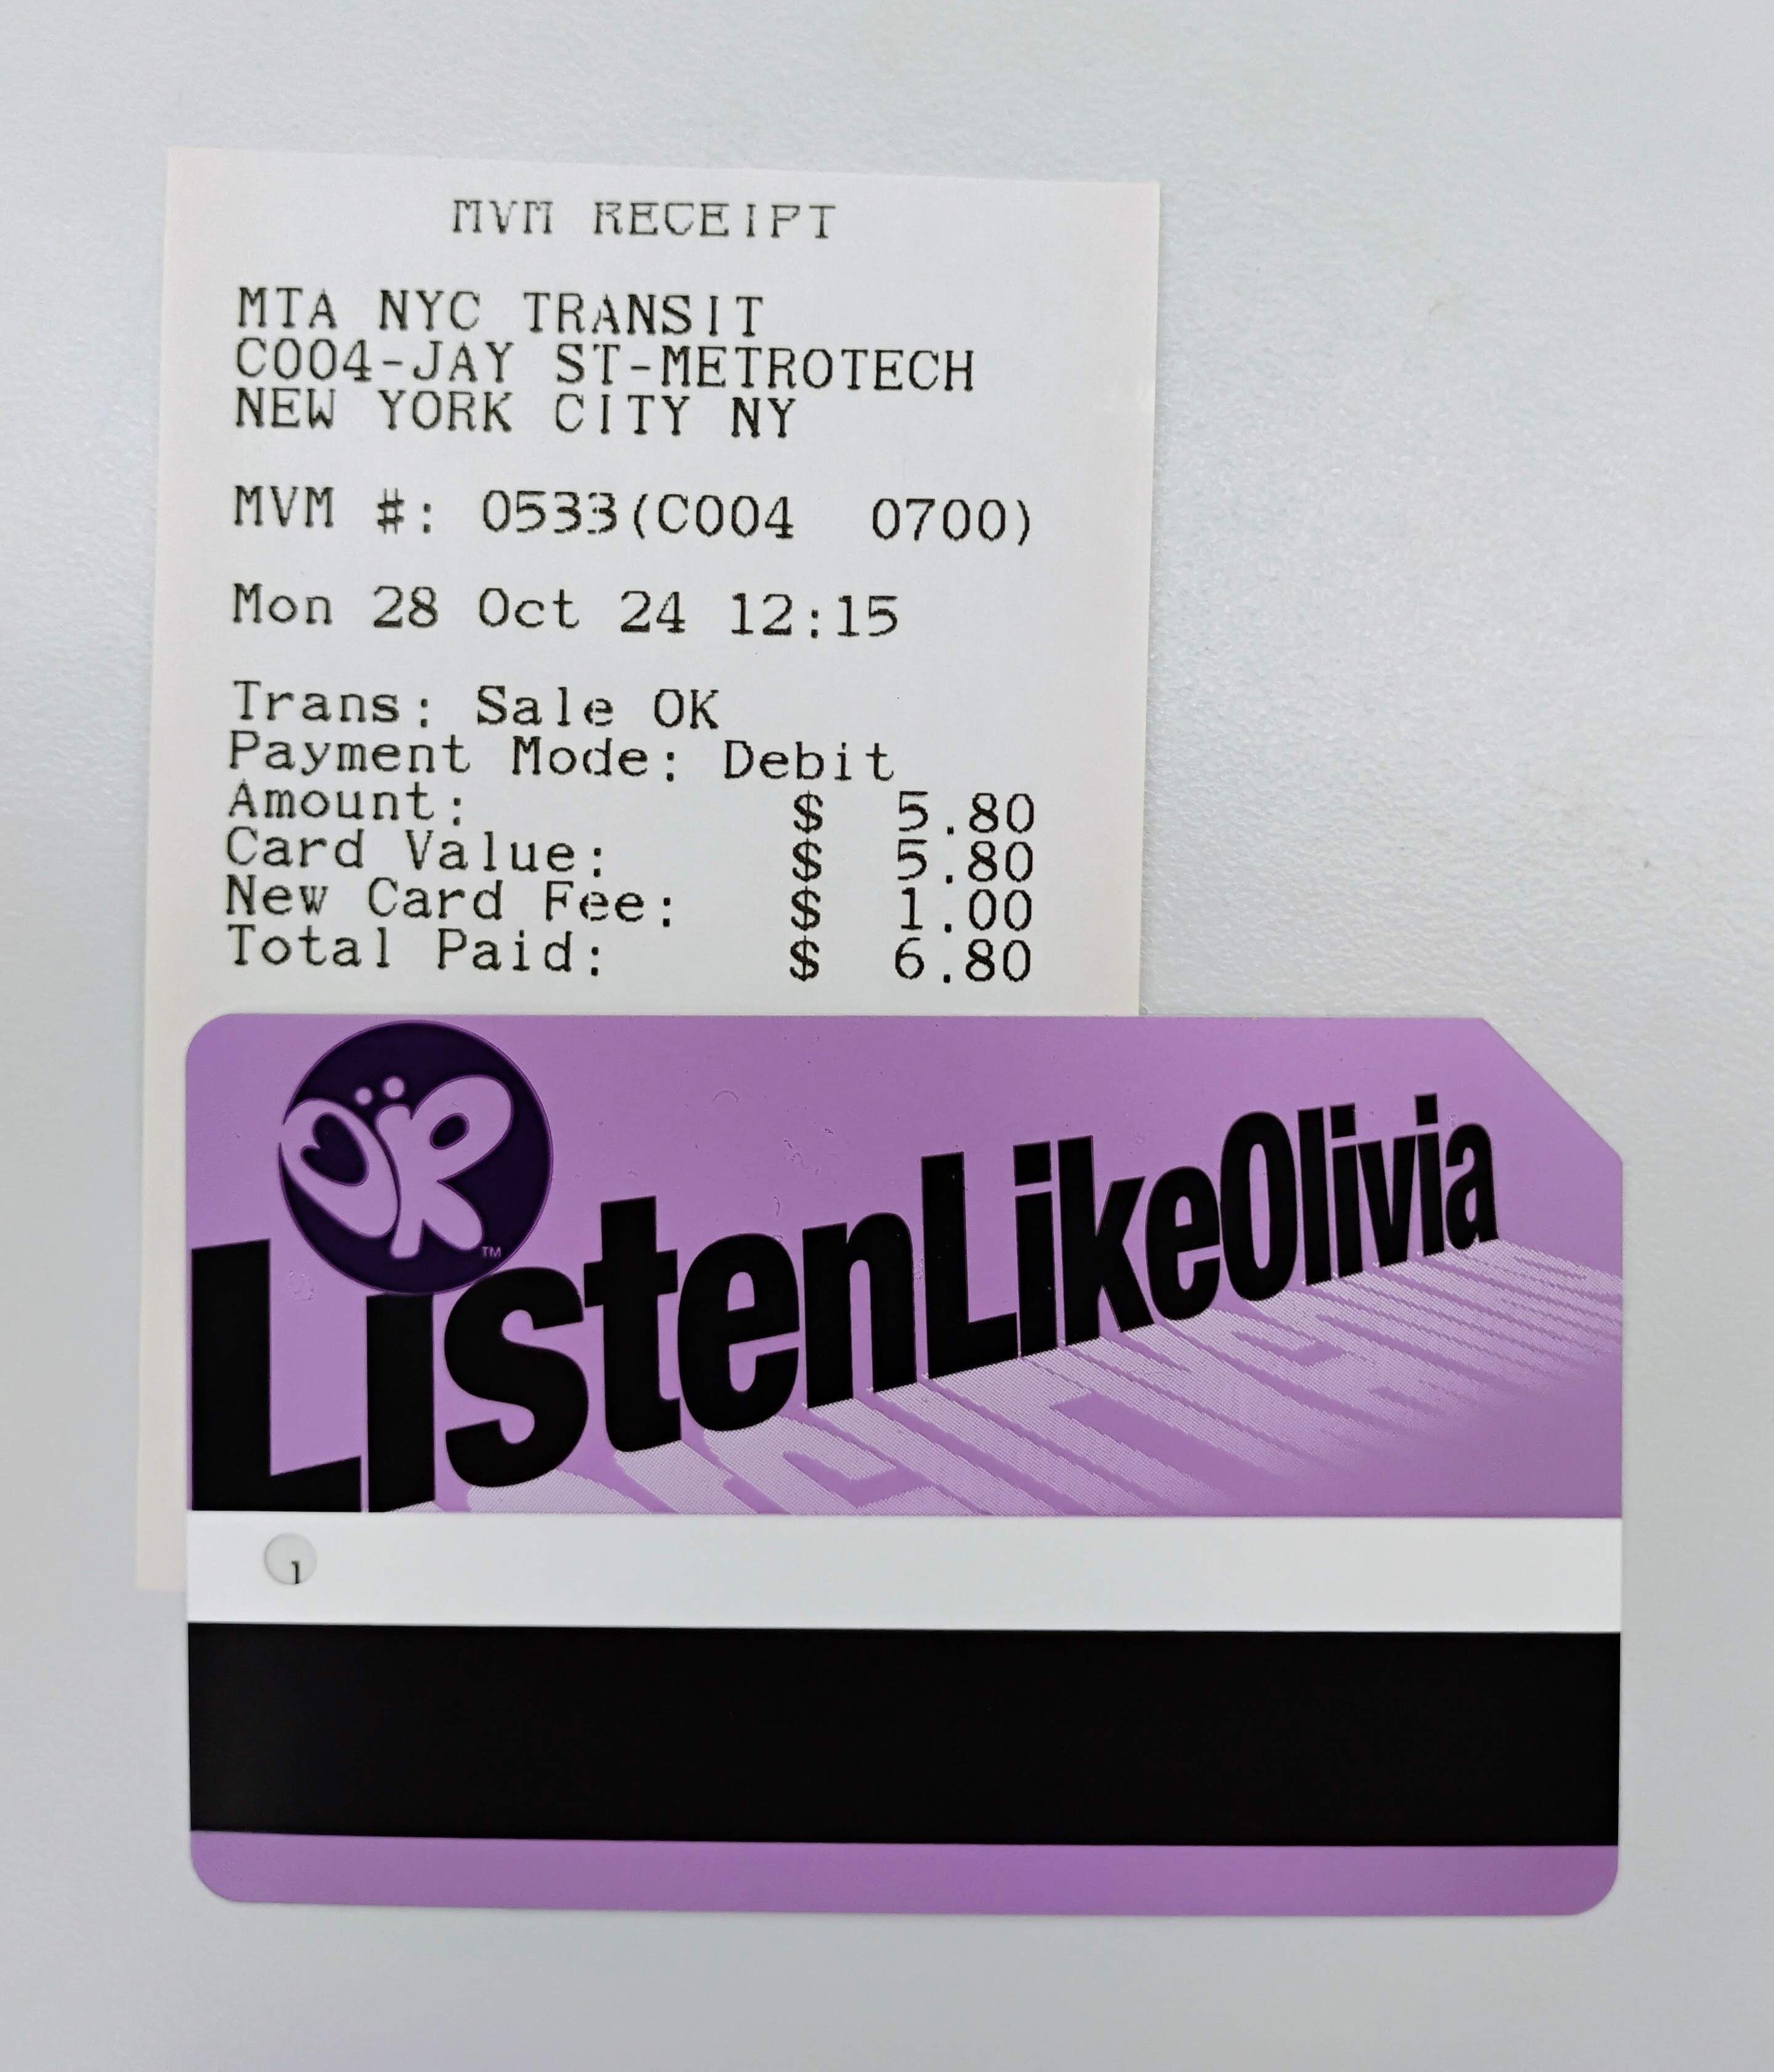 MVM RECEIPT
MTA NYC TRANSIT
C004-JAY ST-METROTECH
NEW YORK CITY NY
MVM #: 0533(C004 0700)
Mon 28 Oct 24 12:15
Trans: Sale OK
Payment Mode: Debit
Amount: $ 5.80
Card Value: $ 5.80
New Card Fee: $ 1.00
Total Paid: $ 6.80
OR
TM
ListenLikeOlivia